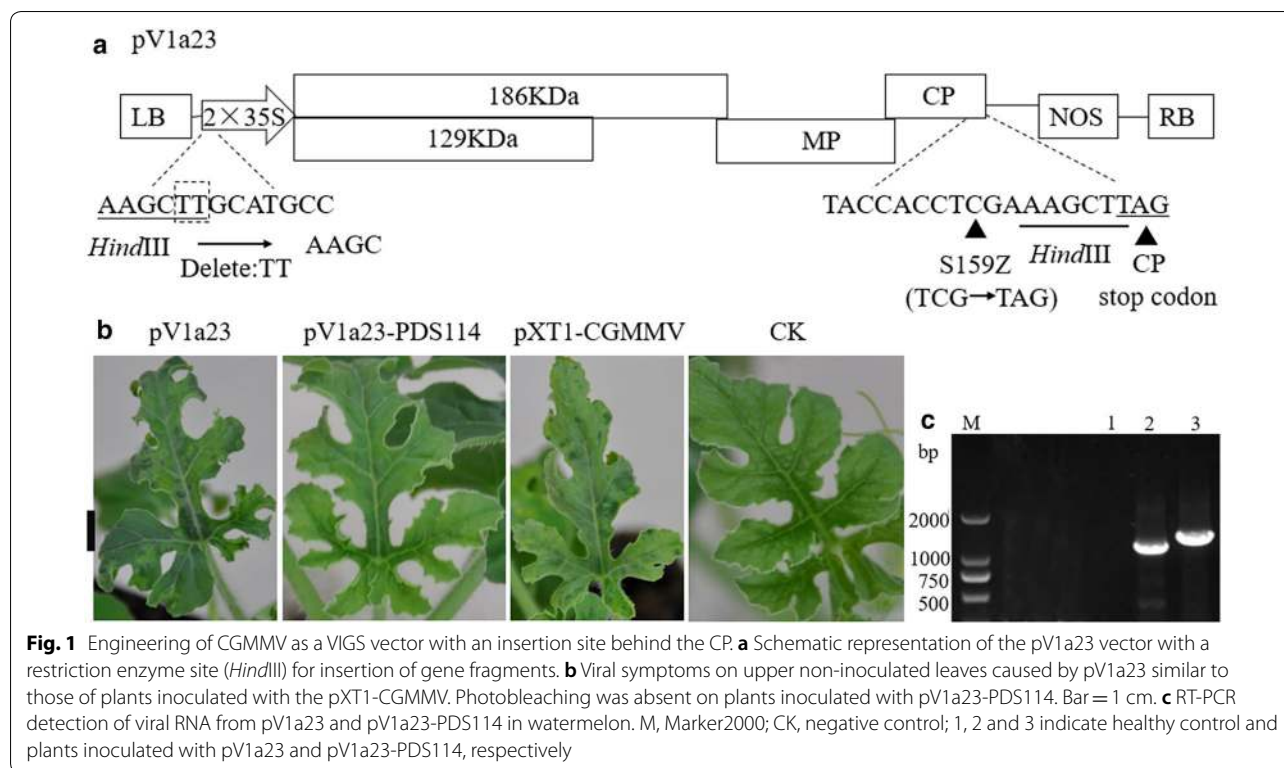 a pV1a23
LB 2×35S 186KDa 129KDa MP CP NOS RB
AAGCTTGCATGCC
HindIII → AAGC
Delete:TT
TACCACCTCGAAAGCTTAG
S159Z HindIII CP
(TCG→TAG) stop codon
b pV1a23 pV1a23-PDS114 pXT1-CGMMV CK
c M 1 2 3
bp
2000
1000
750
500
Fig. 1 Engineering of CGMMV as a VIGS vector with an insertion site behind the CP. a Schematic representation of the pV1a23 vector with a
restriction enzyme site (HindIII) for insertion of gene fragments. b Viral symptoms on upper non-inoculated leaves caused by pV1a23 similar to
those of plants inoculated with the pXT1-CGMMV. Photobleaching was absent on plants inoculated with pV1a23-PDS114. Bar = 1 cm. c RT-PCR
detection of viral RNA from pV1a23 and pV1a23-PDS114 in watermelon. M, Marker2000; CK, negative control; 1, 2 and 3 indicate healthy control and
plants inoculated with pV1a23 and pV1a23-PDS114, respectively